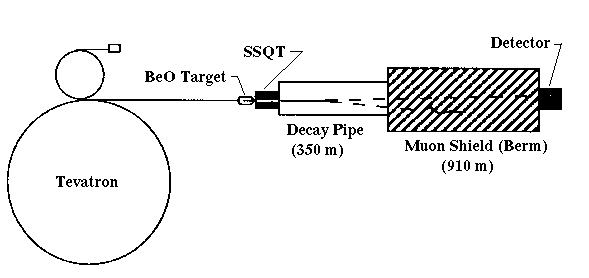 SSQT
Detector
BeO Target
Decay Pipe
(350 m)
Muon Shield (Berm)
(910 m)
Tevatron